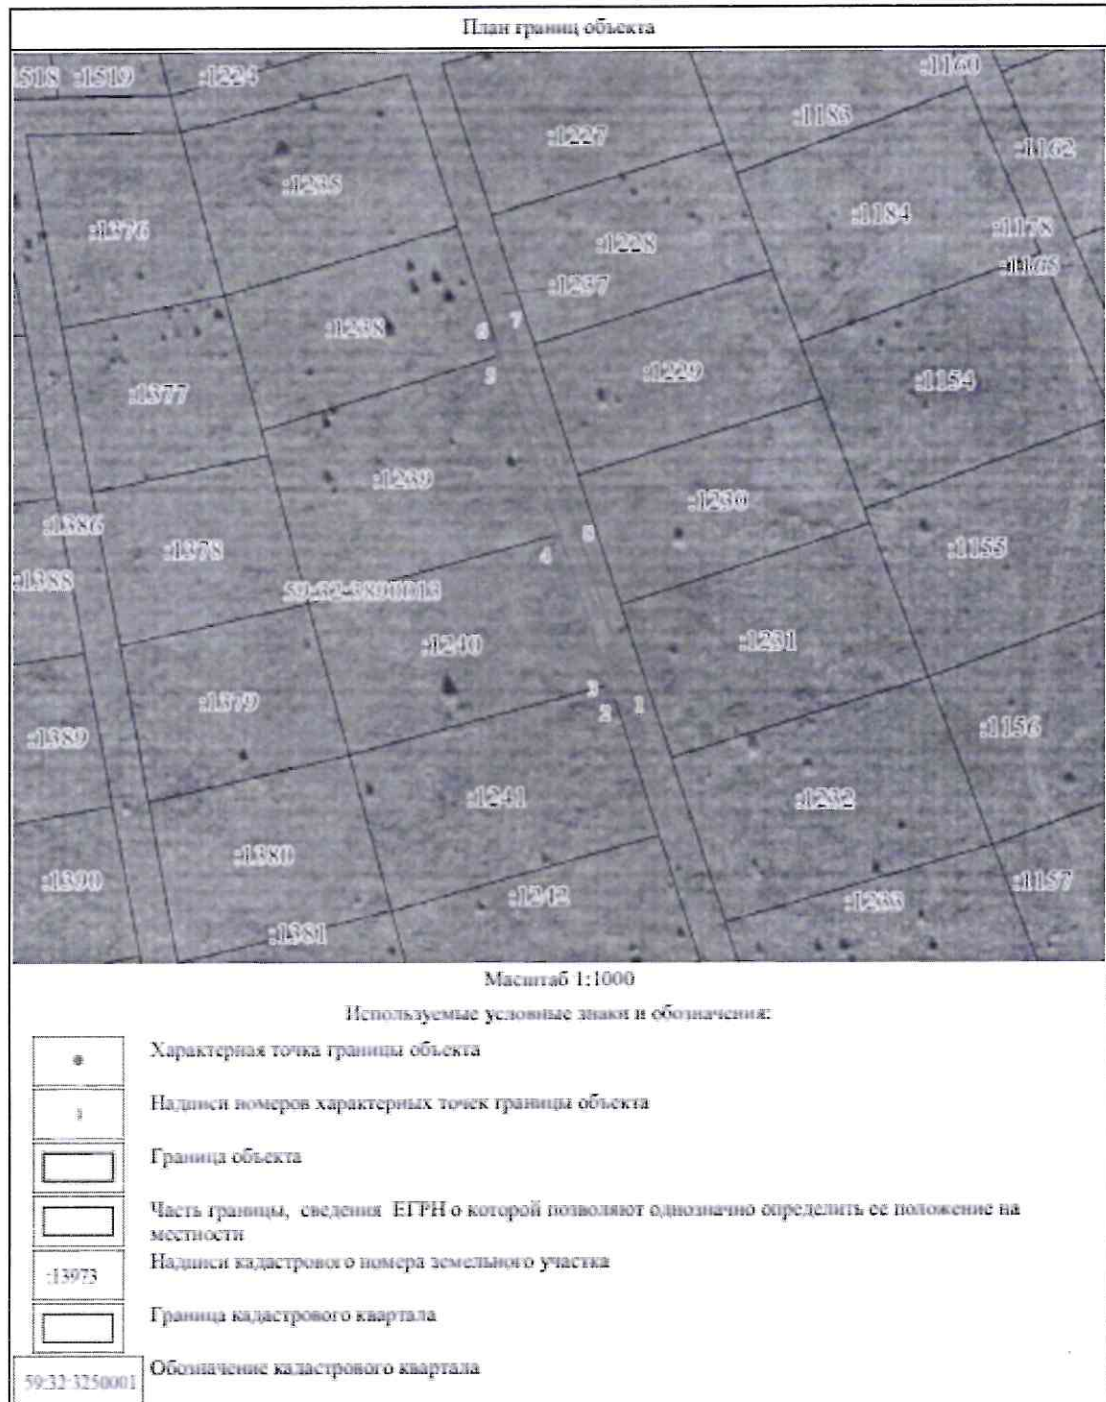 План границ объекта
:1518 :1519 :1224 :1160
:1227 :1183
:1162
:1235
:1376 :1184
:1228 :1178
:1165
:1237
:1238 6 7
:1229
5 :1154
:1377
:1239
:1230
:1386 8
:1378 4 :1155
:1388
:1240 :1231
3
:1379 2 1
:1389 :1156
:1241 :1232
:1380
:1390 :1242 :1233 :1157
:1381
Масштаб 1:1000
Используемые условные знаки и обозначения:
Характерная точка границы объекта
1 Надписи номеров характерных точек границы объекта
Граница объекта
Часть границы, сведения ЕГРН о которой позволяют однозначно определить ее положение на
местности
:13973 Надписи кадастрового номера земельного участка
Граница кадастрового квартала
59:32:3250001 Обозначение кадастрового квартала